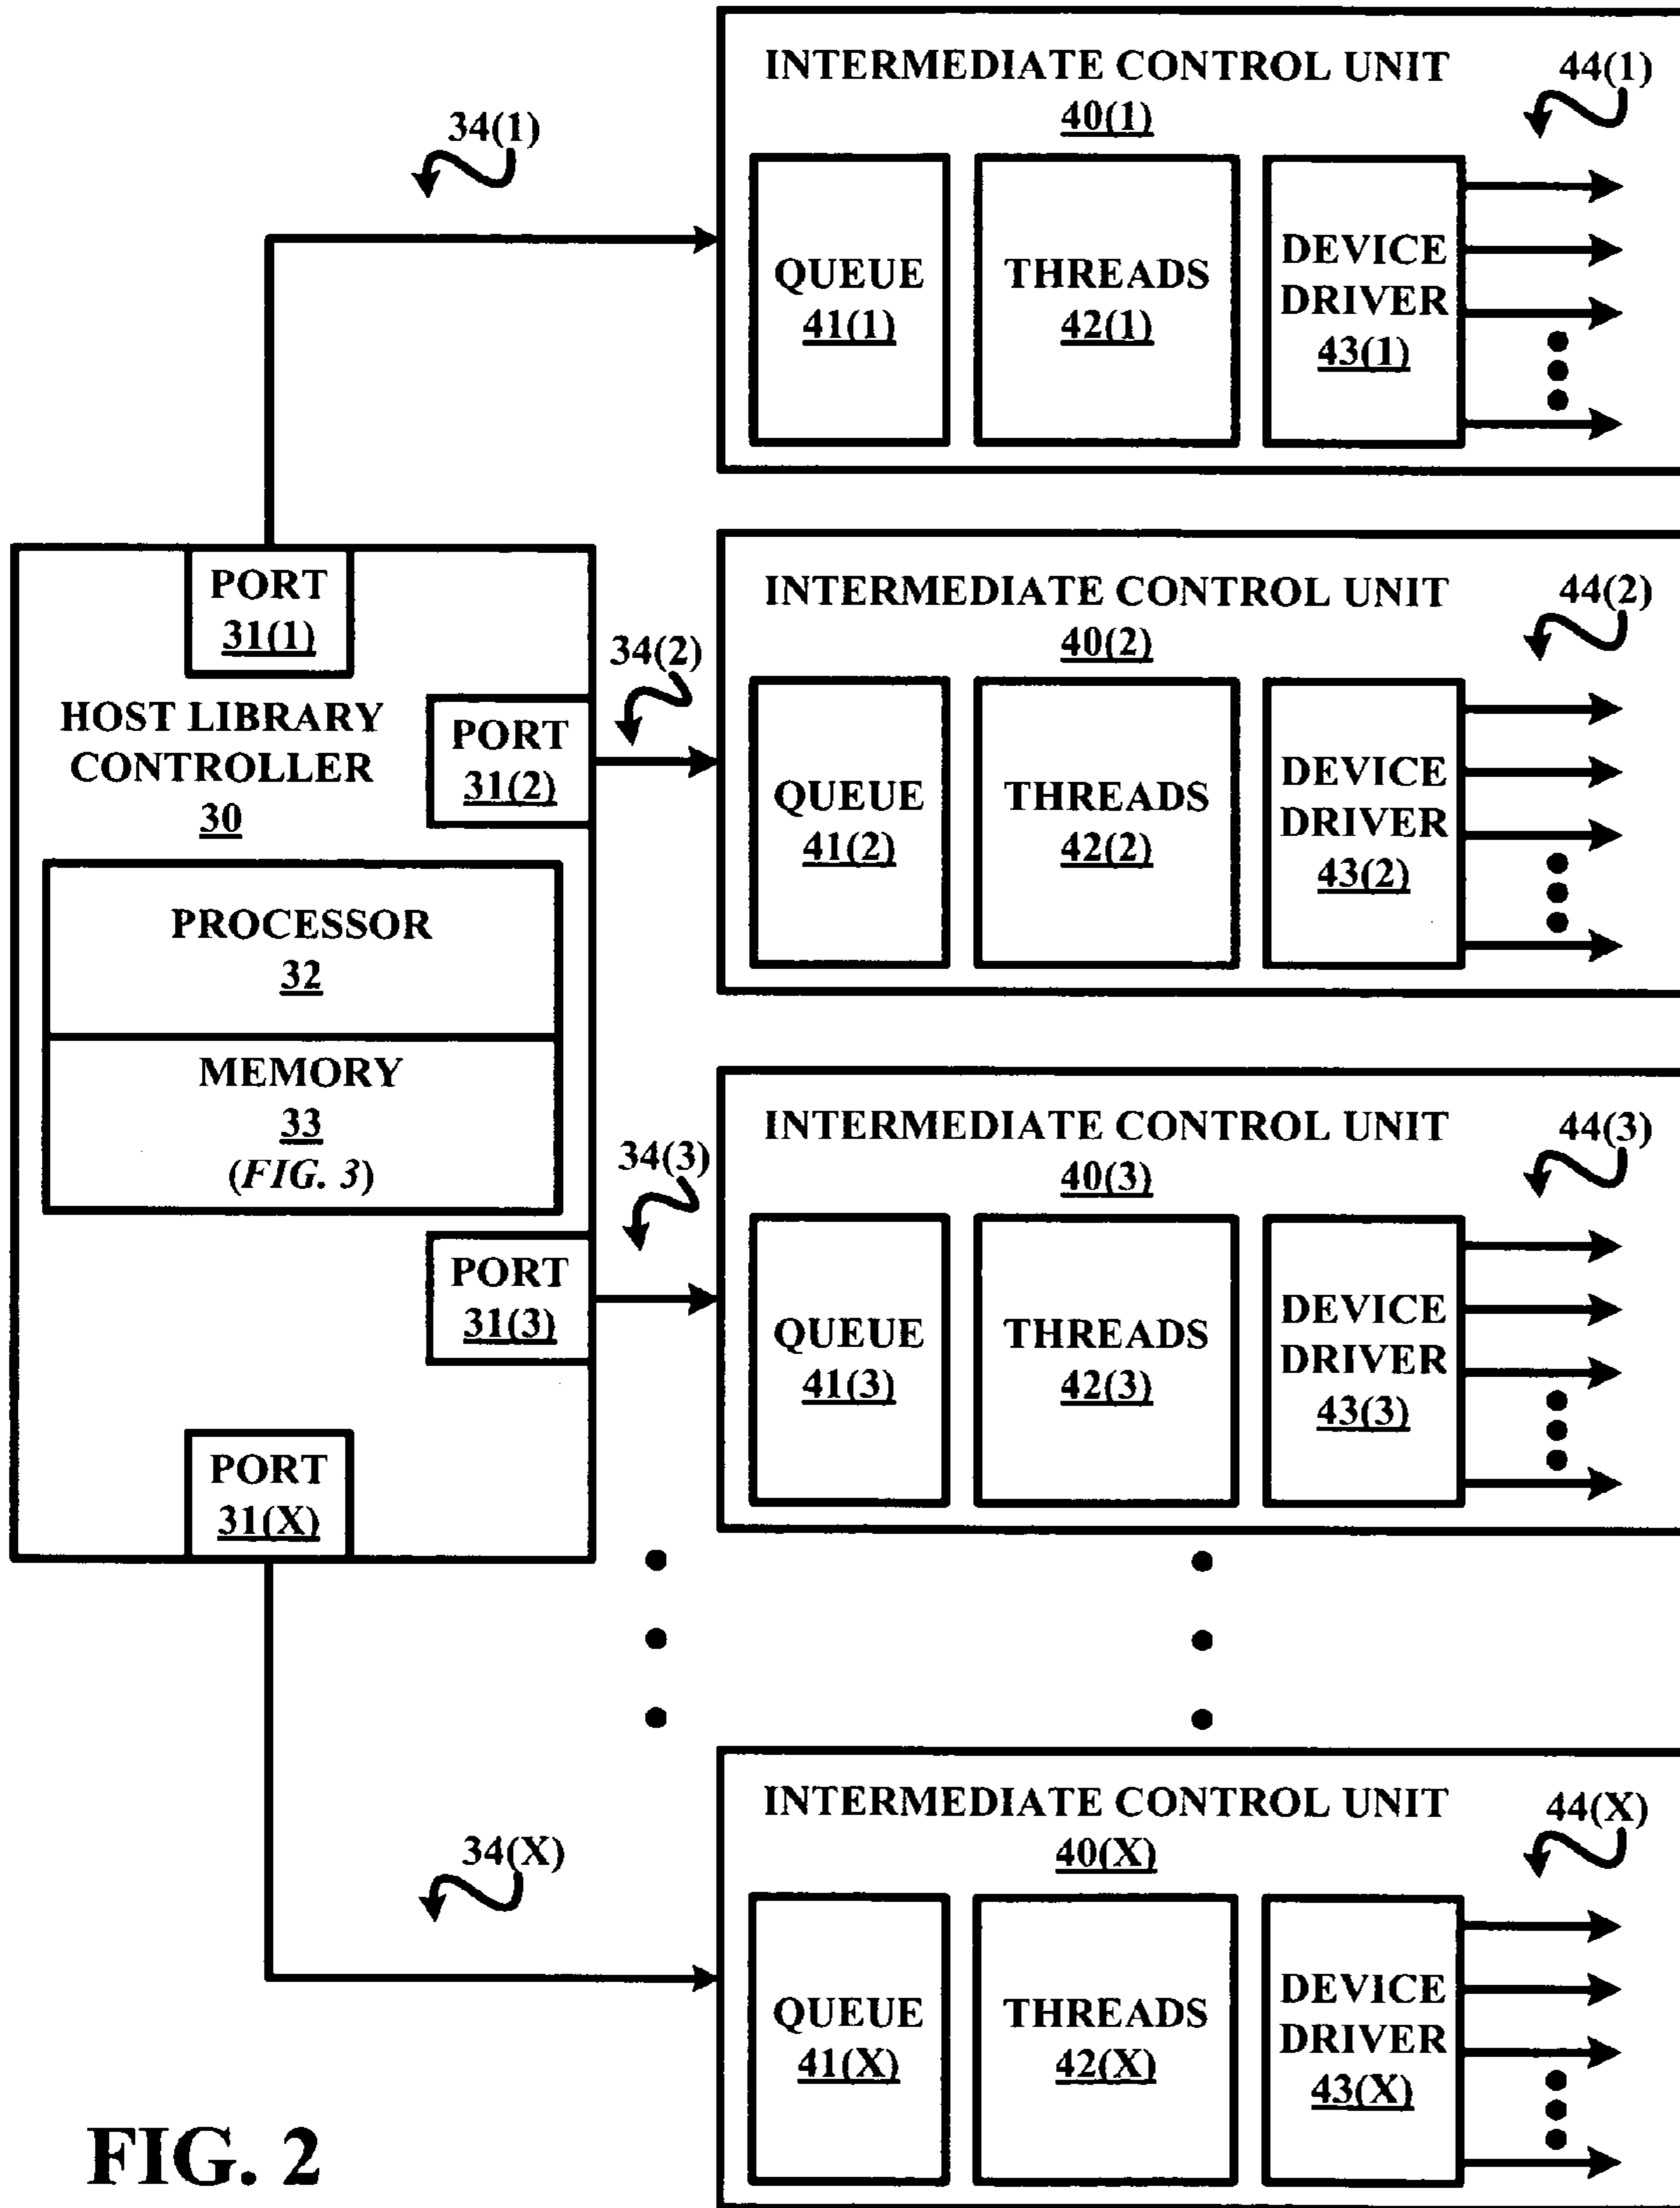 INTERMEDIATE CONTROL UNIT
40(1)
44(1)
34(1)
QUEUE
41(1)
THREADS
42(1)
DEVICE
DRIVER
43(1)
PORT
31(1)
HOST LIBRARY
CONTROLLER
30
PORT
31(2)
34(2)
PROCESSOR
32
MEMORY
33
(FIG. 3)
PORT
31(3)
34(3)
PORT
31(X)
34(X)
INTERMEDIATE CONTROL UNIT
40(2)
44(2)
QUEUE
41(2)
THREADS
42(2)
DEVICE
DRIVER
43(2)
INTERMEDIATE CONTROL UNIT
40(3)
44(3)
QUEUE
41(3)
THREADS
42(3)
DEVICE
DRIVER
43(3)
INTERMEDIATE CONTROL UNIT
40(X)
44(X)
QUEUE
41(X)
THREADS
42(X)
DEVICE
DRIVER
43(X)
FIG. 2